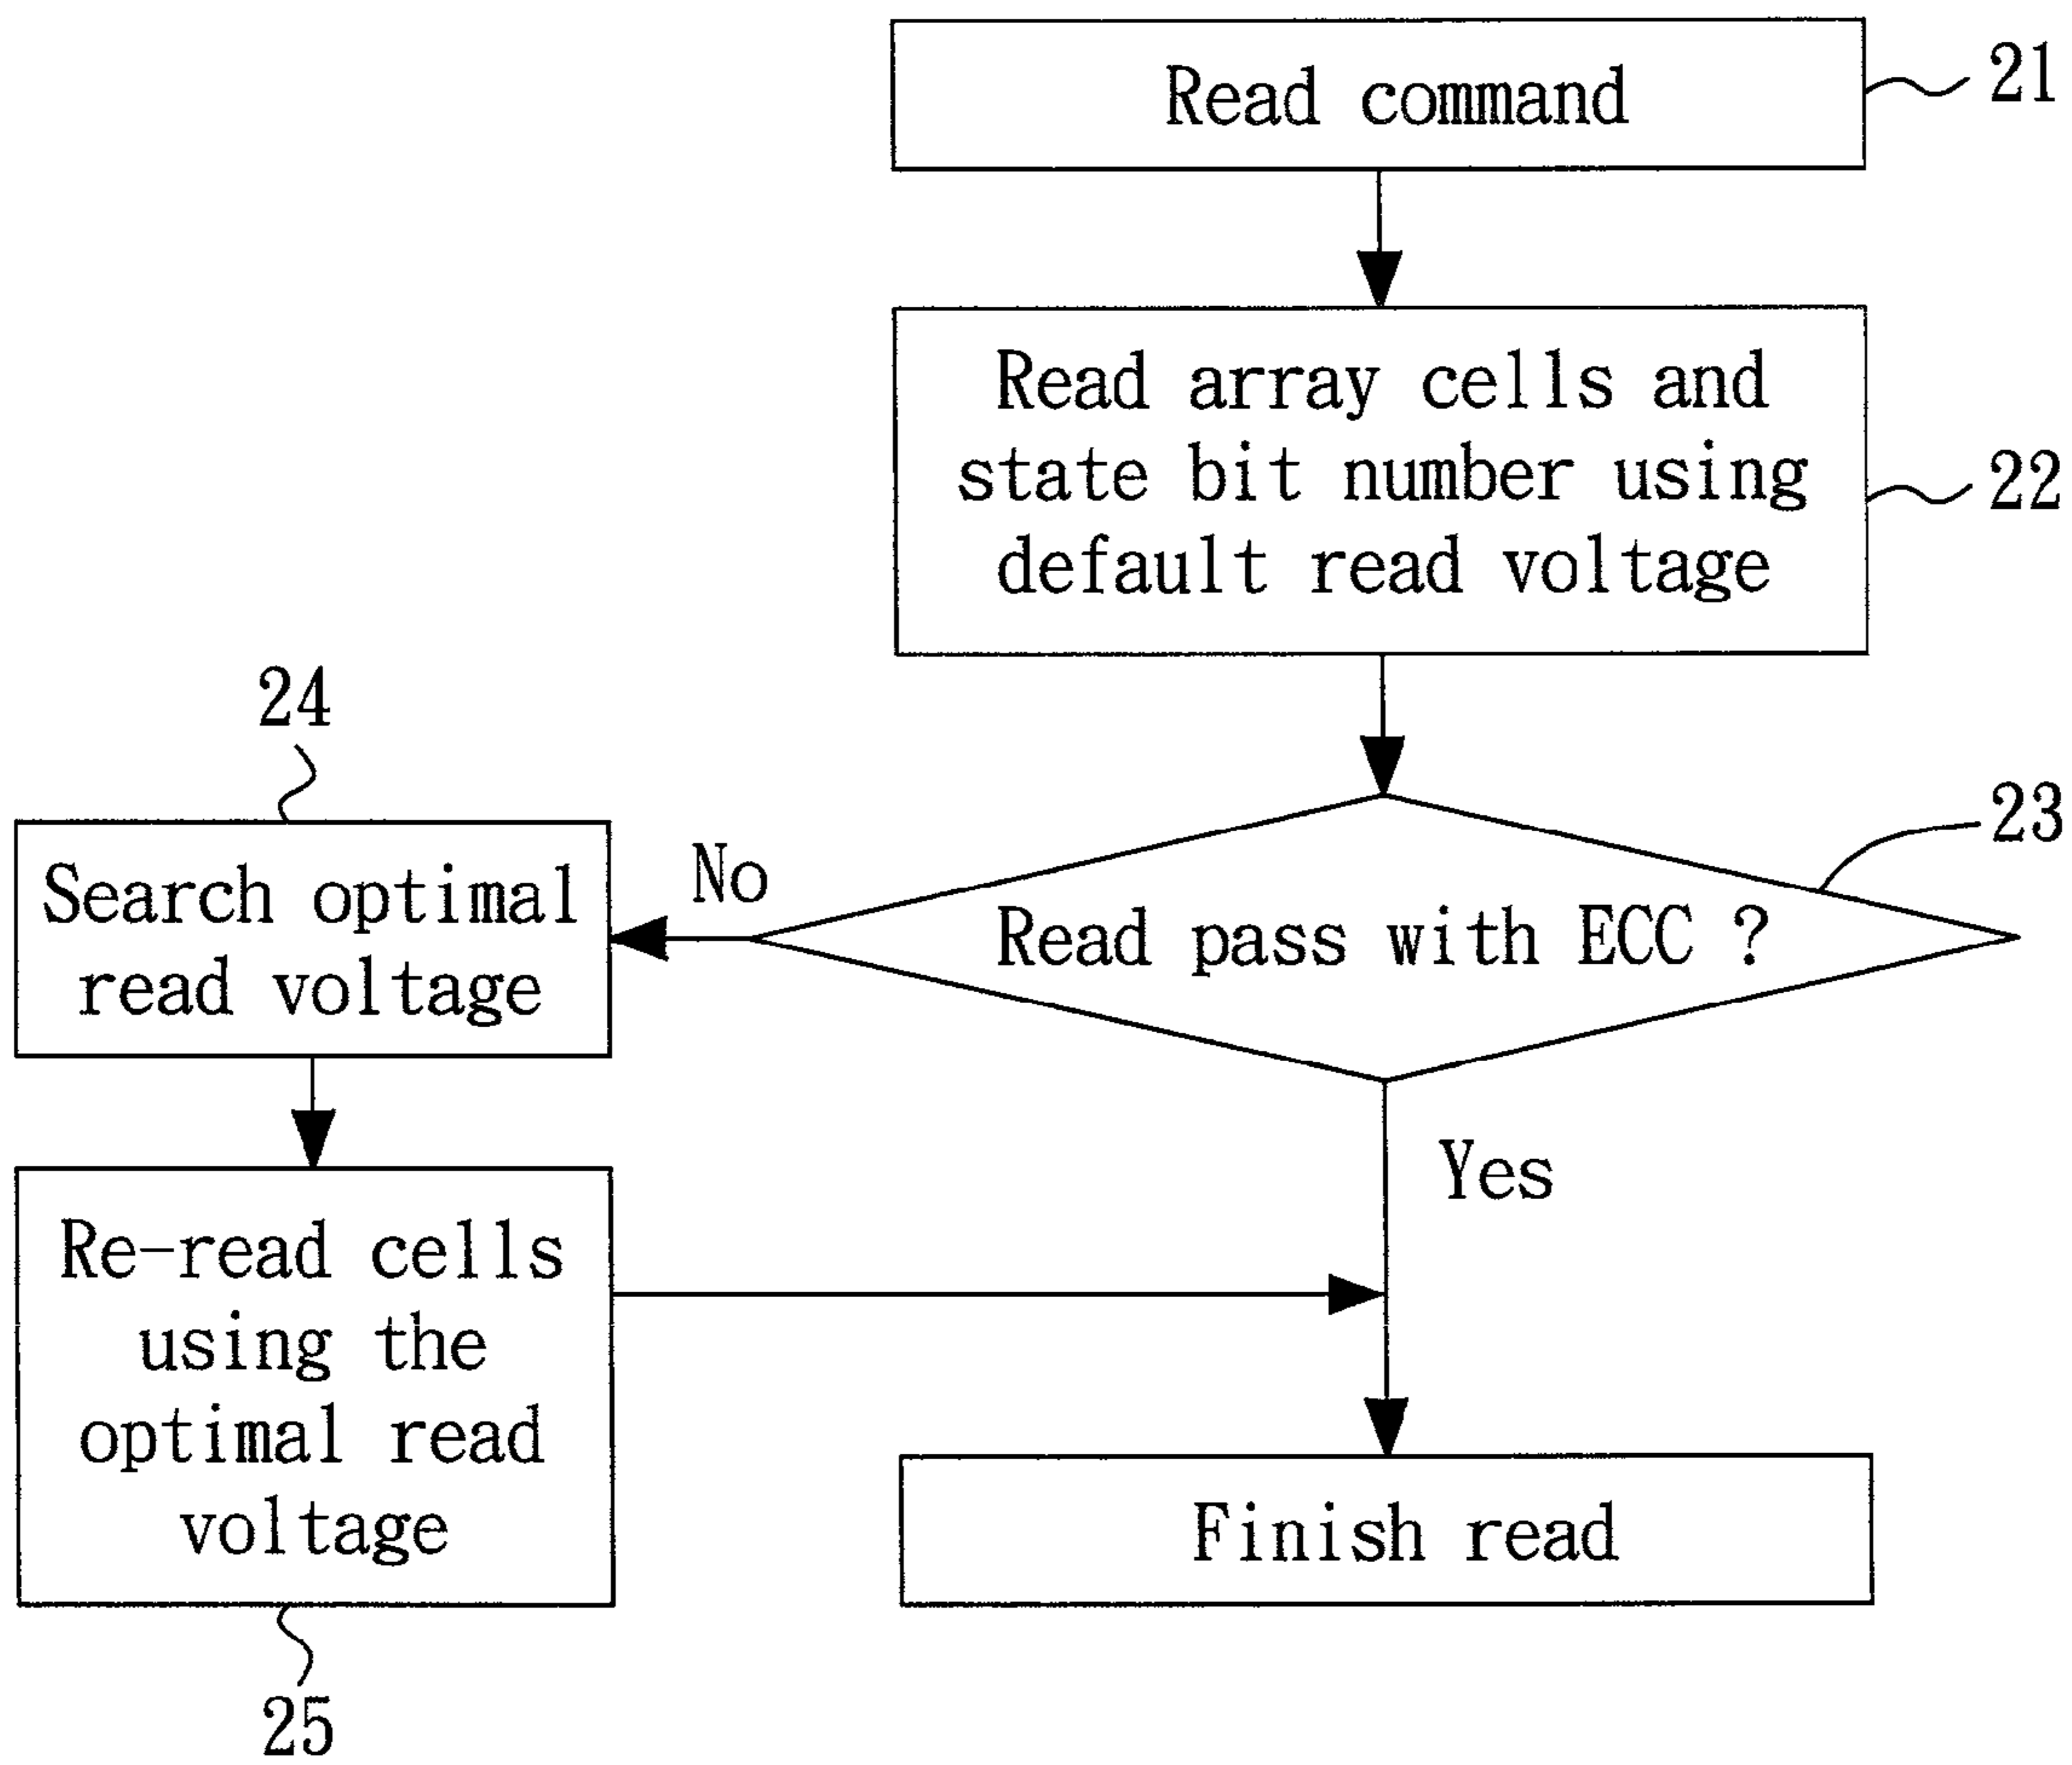 Read command
21
Read array cells and
state bit number using
default read voltage
22
24
23
Search optimal
read voltage
No
Read pass with ECC ?
Yes
Re-read cells
using the
optimal read
voltage
Finish read
25